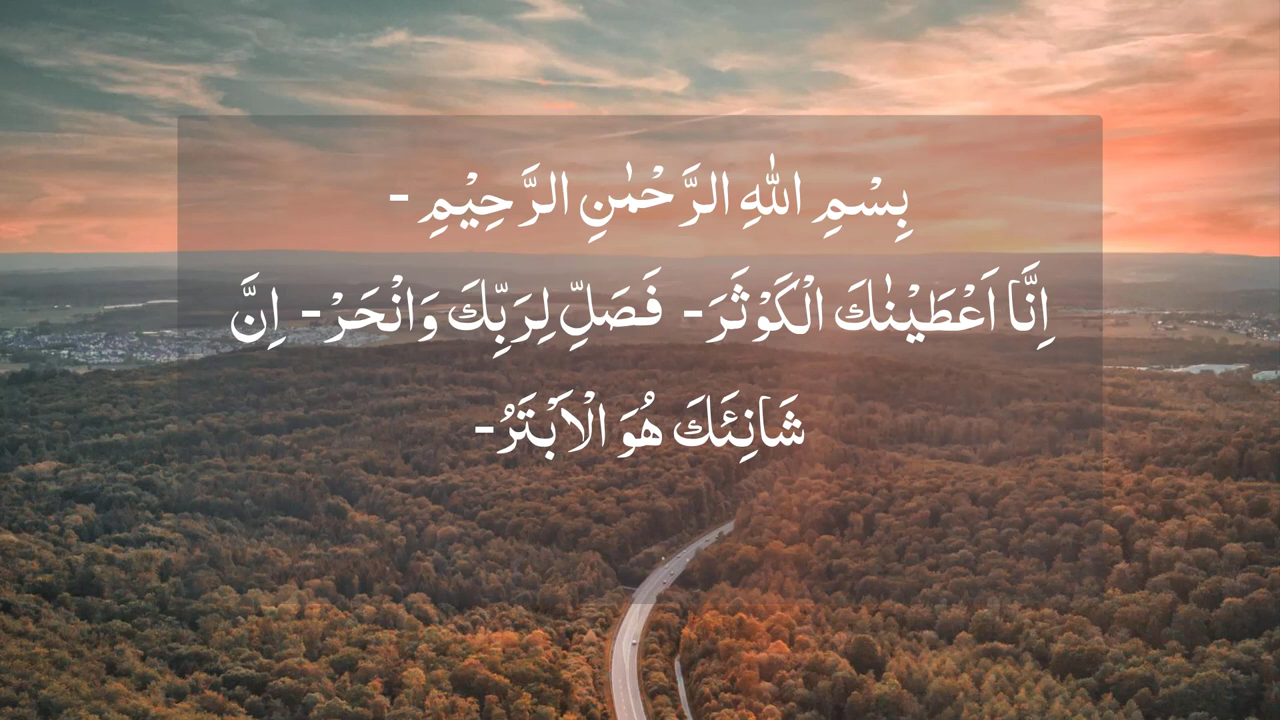 بِسْمِ اللّٰهِ الرَّحْمٰنِ الرَّحِيْمِ -
اِنَّا اَعْطَيْنٰكَ الْكَوْثَرَ- فَصَلِّ لِرَبِّكَ وَانْحَرْ- اِنَّ
شَانِئَكَ هُوَ الْاَبْتَرُ-